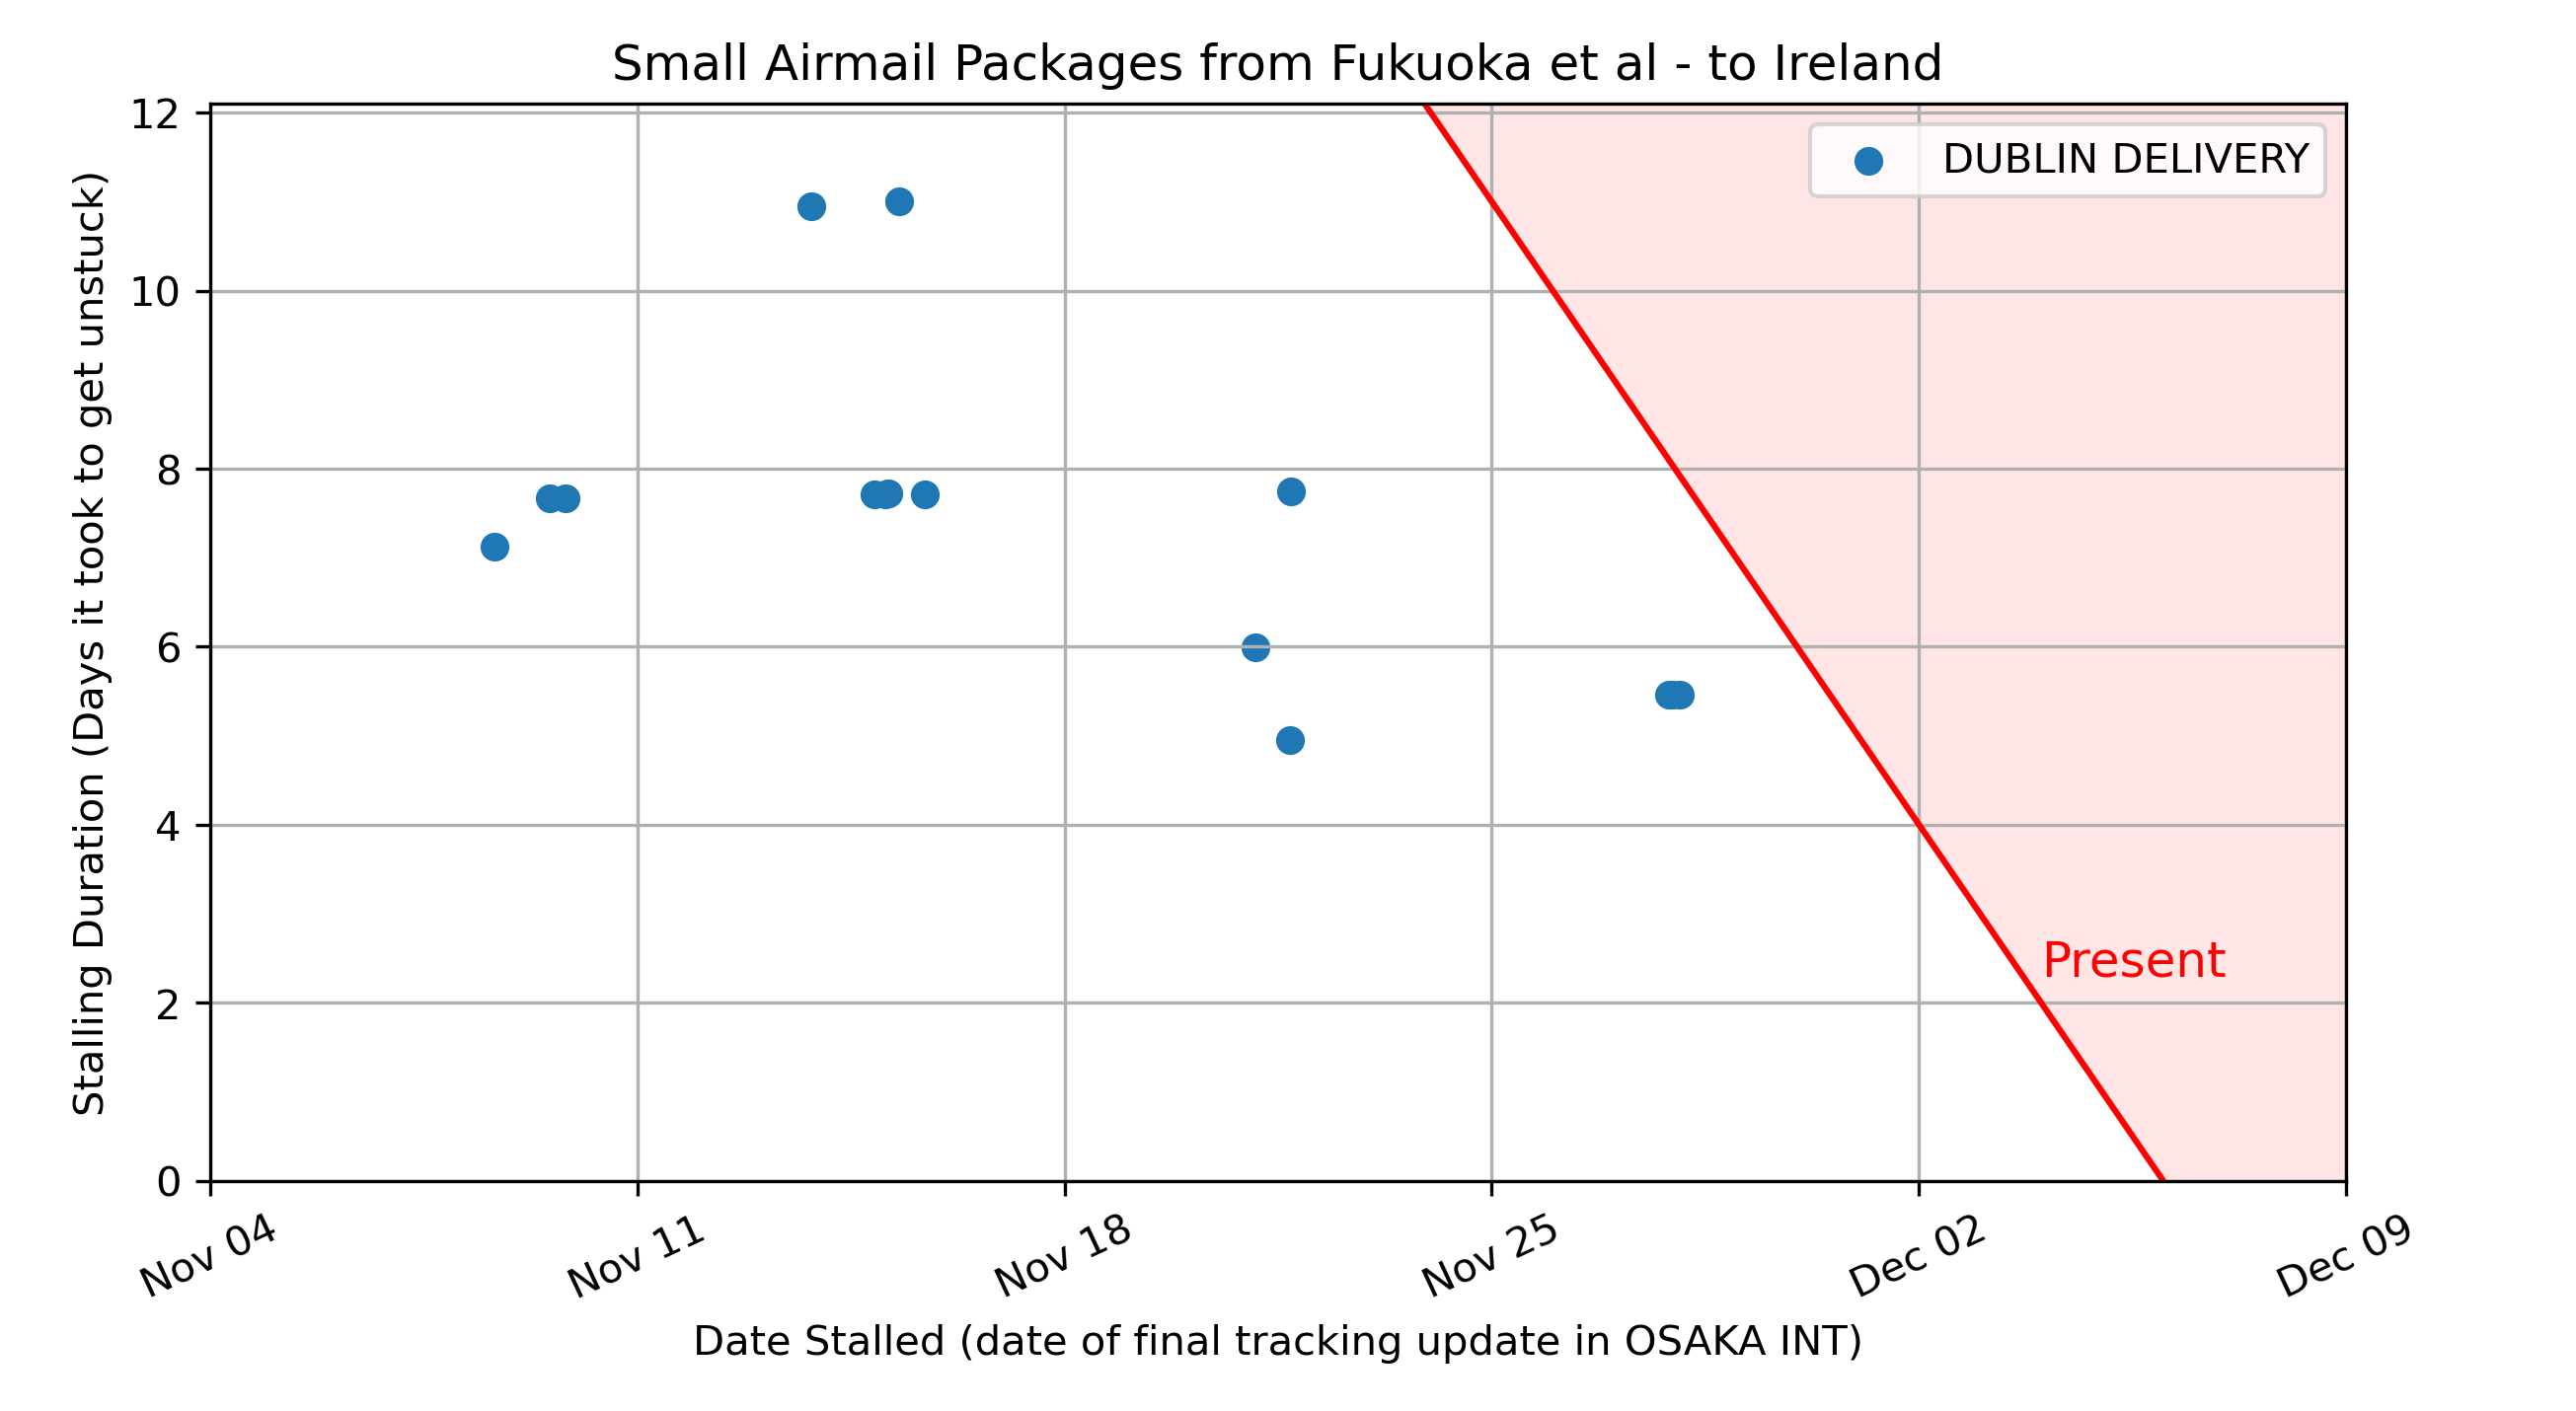 Small Airmail Packages from Fukuoka et al - to Ireland
DUBLIN DELIVERY
Stalling Duration (Days it took to get unstuck)
12
10
8
6
4
2
0
Present
Nov 04
Nov 11
Nov 18
Nov 25
Dec 02
Dec 09
Date Stalled (date of final tracking update in OSAKA INT)